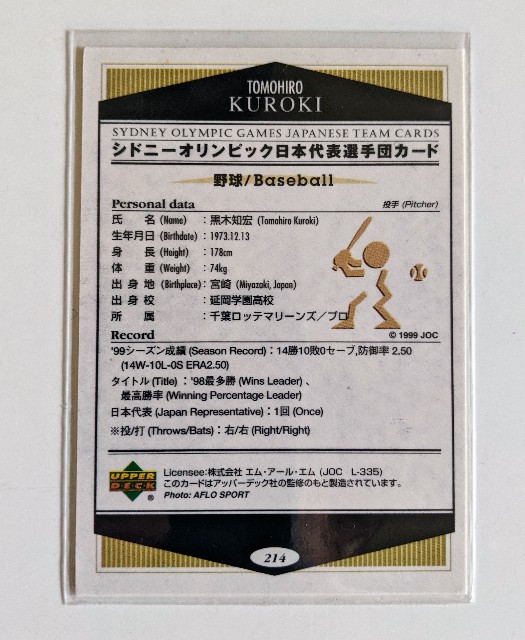 TOMOHIRO
KUROKI
SYDNEY OLYMPIC GAMES JAPANESE TEAM CARDS
シドニーオリンピック日本代表選手団カード
野球/Baseball
Personal data
投手 (Pitcher)
氏 名 (Name) : 黒木知宏 (Tomohiro Kuroki)
生年月日 (Birthdate) : 1973.12.13
身 長 (Height) : 178cm
体 重 (Weight) : 74kg
出 身 地 (Birthplace) : 宮崎 (Miyazaki, Japan)
出 身 校 : 延岡学園高校
所 属 : 千葉ロッテマリーンズ/プロ
Record
© 1999 JOC
'99シーズン成績 (Season Record) : 14勝10敗0セーブ,防御率 2.50
(14W-10L-0S ERA2.50)
タイトル (Title) : '98最多勝 (Wins Leader) 、
最高勝率 (Winning Percentage Leader)
日本代表 (Japan Representative) : 1回 (Once)
※投/打 (Throws/Bats) : 右/右 (Right/Right)
UPPER
DECK
®
Licensee:株式会社 エム・アール・エム (JOC L-335)
このカードはアッパーデック社の監修のもと製造されています。
Photo: AFLO SPORT
214